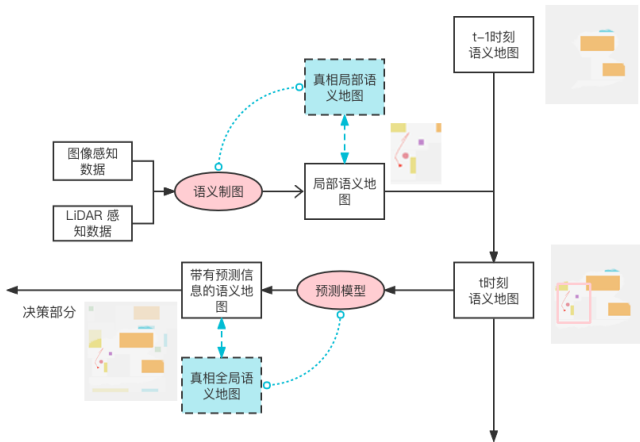 t-1时刻
语义地图
真相局部语
义地图
图像感知
数据
语义制图
局部语义地
图
LiDAR 感
知数据
带有预测信
息的语义地
图
预测模型
t时刻
语义地图
决策部分
真相全局语
义地图